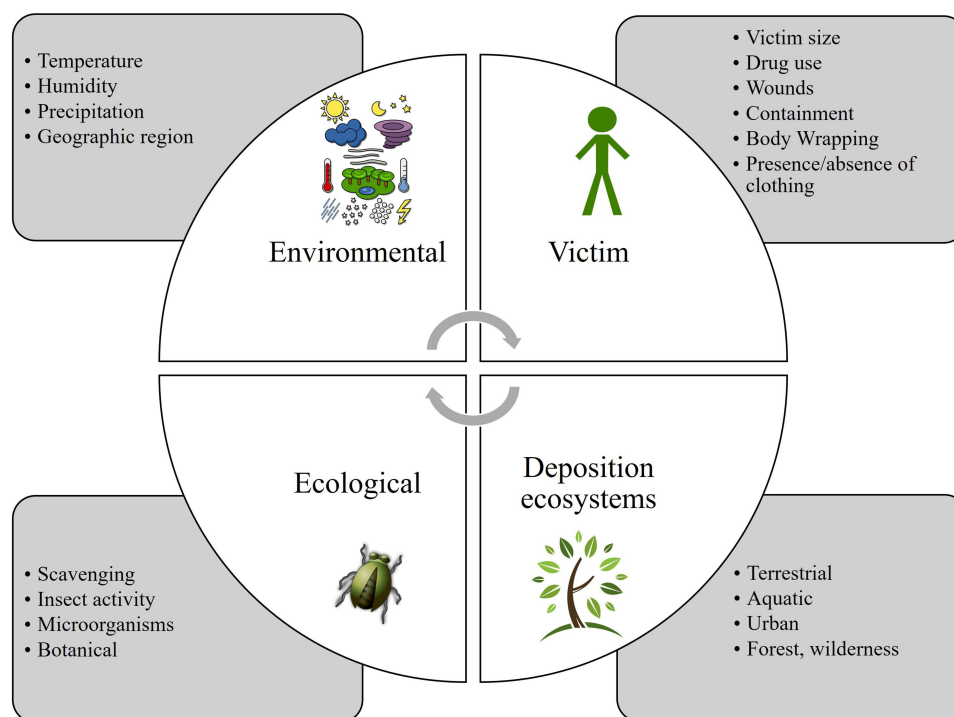 • Temperature
• Humidity
• Precipitation
• Geographic region
Environmental
• Victim size
• Drug use
• Wounds
• Containment
• Body Wrapping
• Presence/absence of
clothing
Victim
Ecological
• Scavenging
• Insect activity
• Microorganisms
• Botanical
Deposition
ecosystems
• Terrestrial
• Aquatic
• Urban
• Forest, wilderness